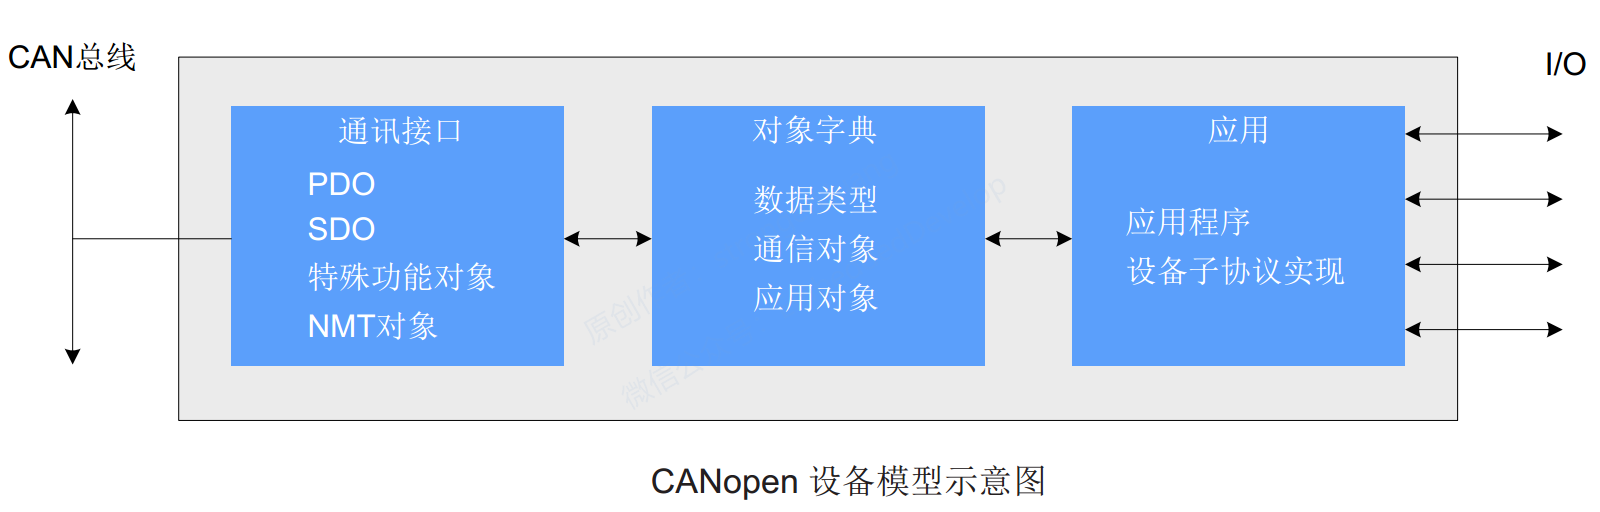 CAN总线
I/O
通讯接口
PDO
SDO
特殊功能对象
NMT对象
对象字典
数据类型
通信对象
应用对象
应用
应用程序
设备子协议实现
CANopen 设备模型示意图